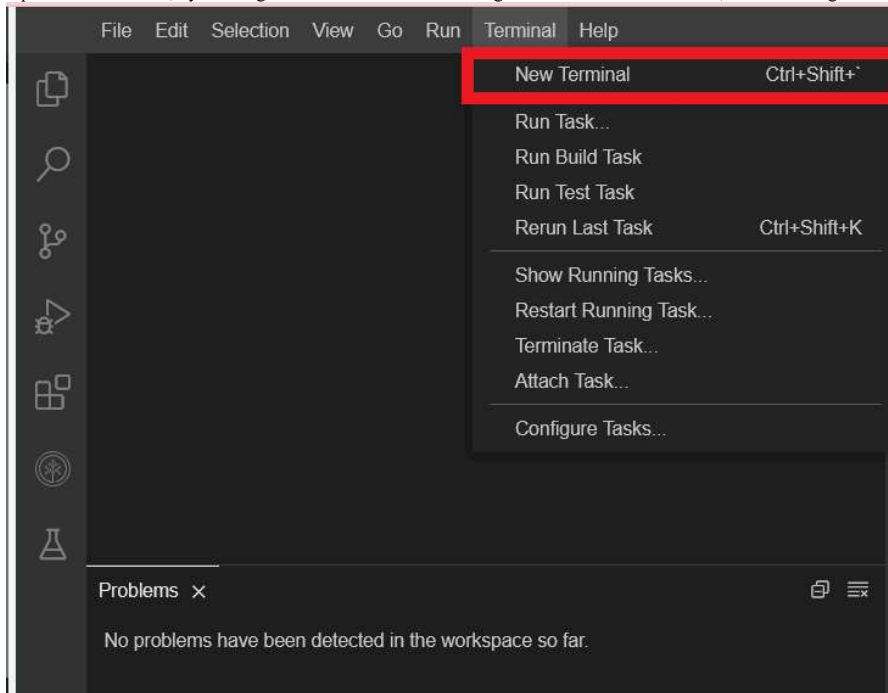 File Edit Selection View Go Run Terminal Help
New Terminal Ctrl+Shift+`
Run Task...
Run Build Task
Run Test Task
Rerun Last Task Ctrl+Shift+K
Show Running Tasks...
Restart Running Task...
Terminate Task...
Attach Task...
Configure Tasks...
Problems ×
No problems have been detected in the workspace so far.